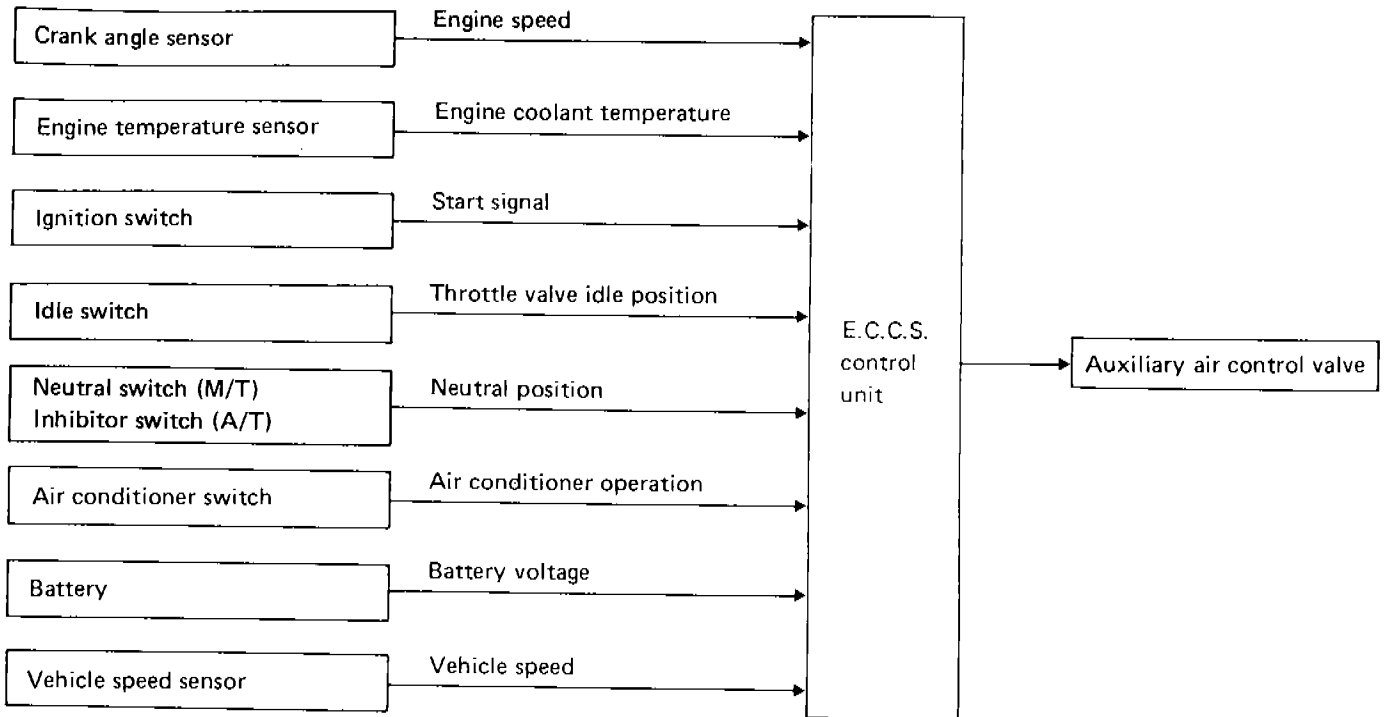 Crank angle sensor
Engine speed
Engine temperature sensor
Engine coolant temperature
Ignition switch
Start signal
Idle switch
Throttle valve idle position
Neutral switch (M/T)
Inhibitor switch (A/T)
Neutral position
Air conditioner switch
Air conditioner operation
Battery
Battery voltage
Vehicle speed sensor
Vehicle speed
E.C.C.S.
control
unit
Auxiliary air control valve